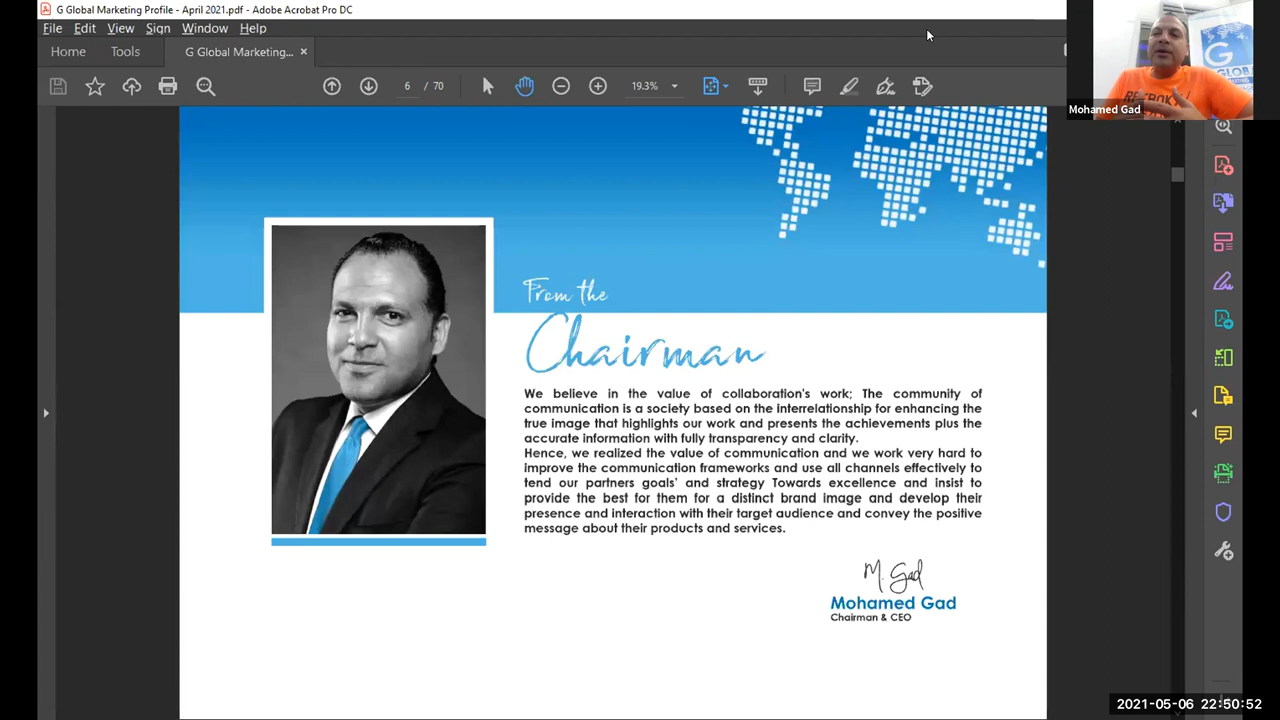 G Global Marketing Profile - April 2021.pdf - Adobe Acrobat Pro DC
File Edit View Sign Window Help
Home Tools G Global Marketing... ×
6 / 70 19.3%
Mohamed Gad
From the
Chairman
We believe in the value of collaboration's work; The community of
communication is a society based on the interrelationship for enhancing the
true image that highlights our work and presents the achievements plus the
accurate information with fully transparency and clarity.
Hence, we realized the value of communication and we work very hard to
improve the communication frameworks and use all channels effectively to
tend our partners goals' and strategy Towards excellence and insist to
provide the best for them for a distinct brand image and develop their
presence and interaction with their target audience and convey the positive
message about their products and services.
M. Gad
Mohamed Gad
Chairman & CEO
2021-05-06 22:50:52